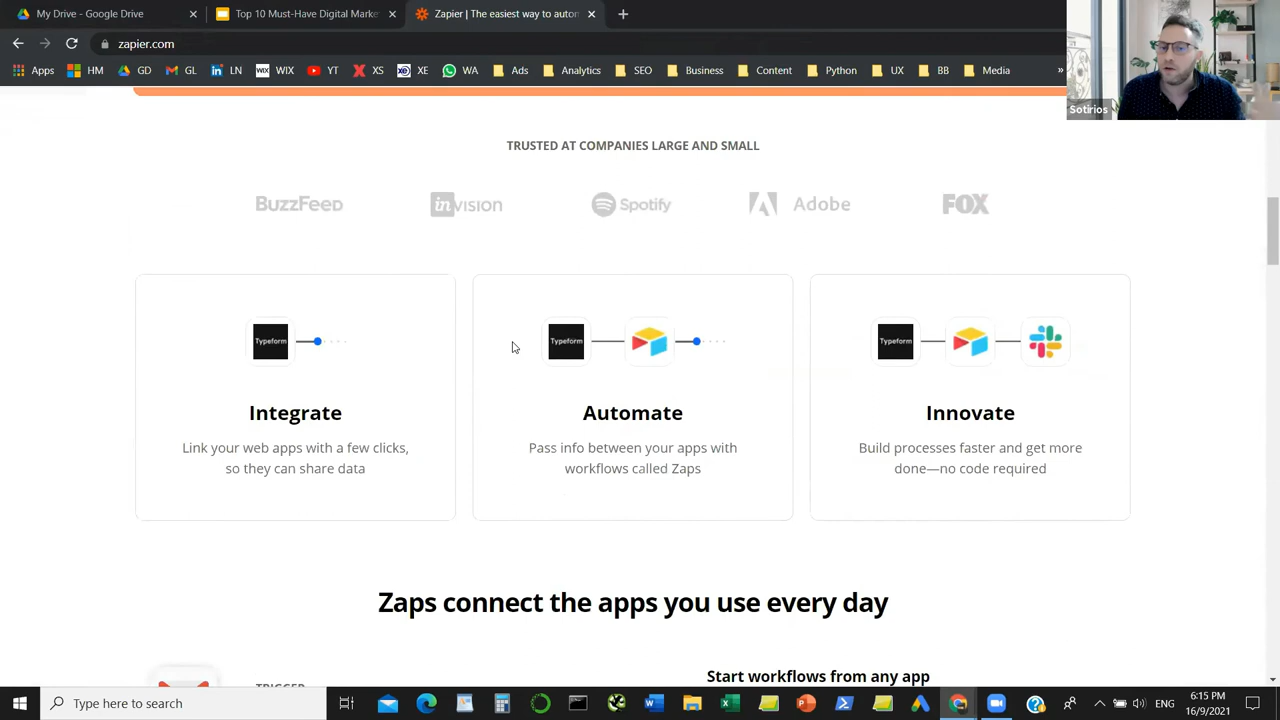 My Drive - Google Drive
Top 10 Must-Have Digital Marke
Zapier | The easiest way to auton
zapier.com
Apps
HM
GD
GL
LN
WIX
YT
XS
XE
WA
Ads
Analytics
SEO
Business
Content
Python
UX
BB
Media
»
Sotirios
TRUSTED AT COMPANIES LARGE AND SMALL
BuzzFeed
inVISION
Spotify
Adobe
FOX
Typeform
Typeform
Typeform
Integrate
Link your web apps with a few clicks,
so they can share data
Automate
Pass info between your apps with
workflows called Zaps
Innovate
Build processes faster and get more
done—no code required
Zaps connect the apps you use every day
TRIGGER
Start workflows from any app
Type here to search
ENG
6:15 PM
16/9/2021